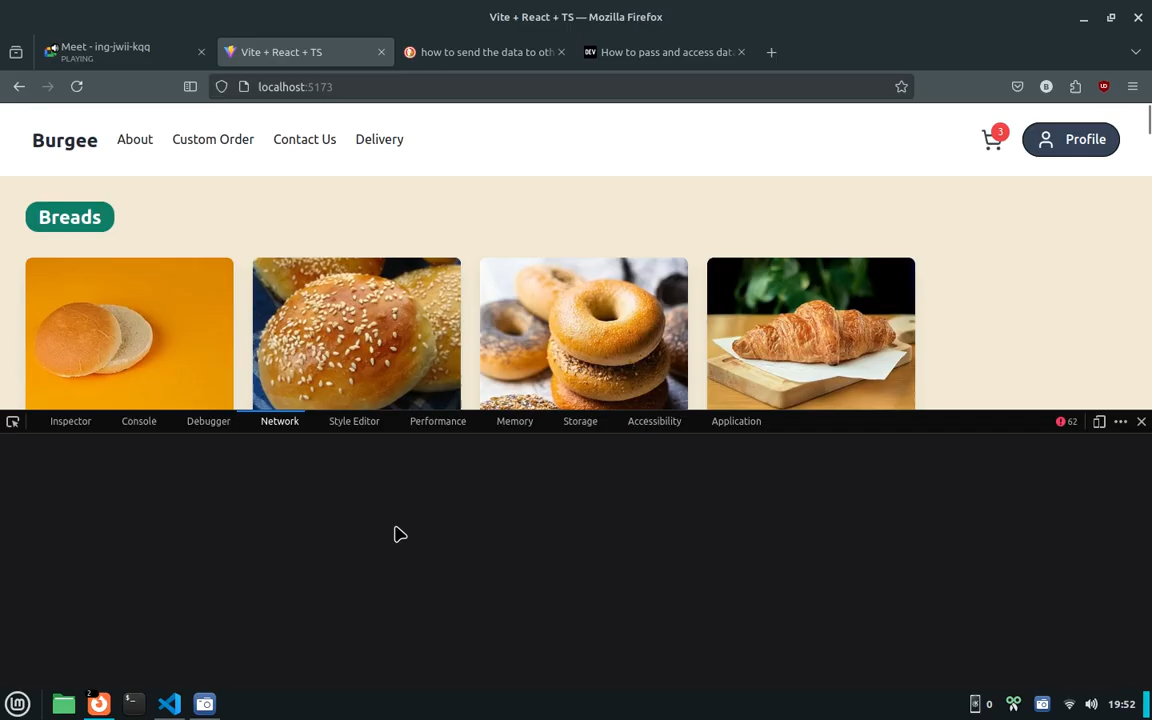 Vite + React + TS — Mozilla Firefox
Meet - ing-jwii-kqq
PLAYING
Vite + React + TS
how to send the data to oth
How to pass and access dat
localhost:5173
Burgee
About
Custom Order
Contact Us
Delivery
3
Profile
Breads
Inspector
Console
Debugger
Network
Style Editor
Performance
Memory
Storage
Accessibility
Application
62
2
0
19:52